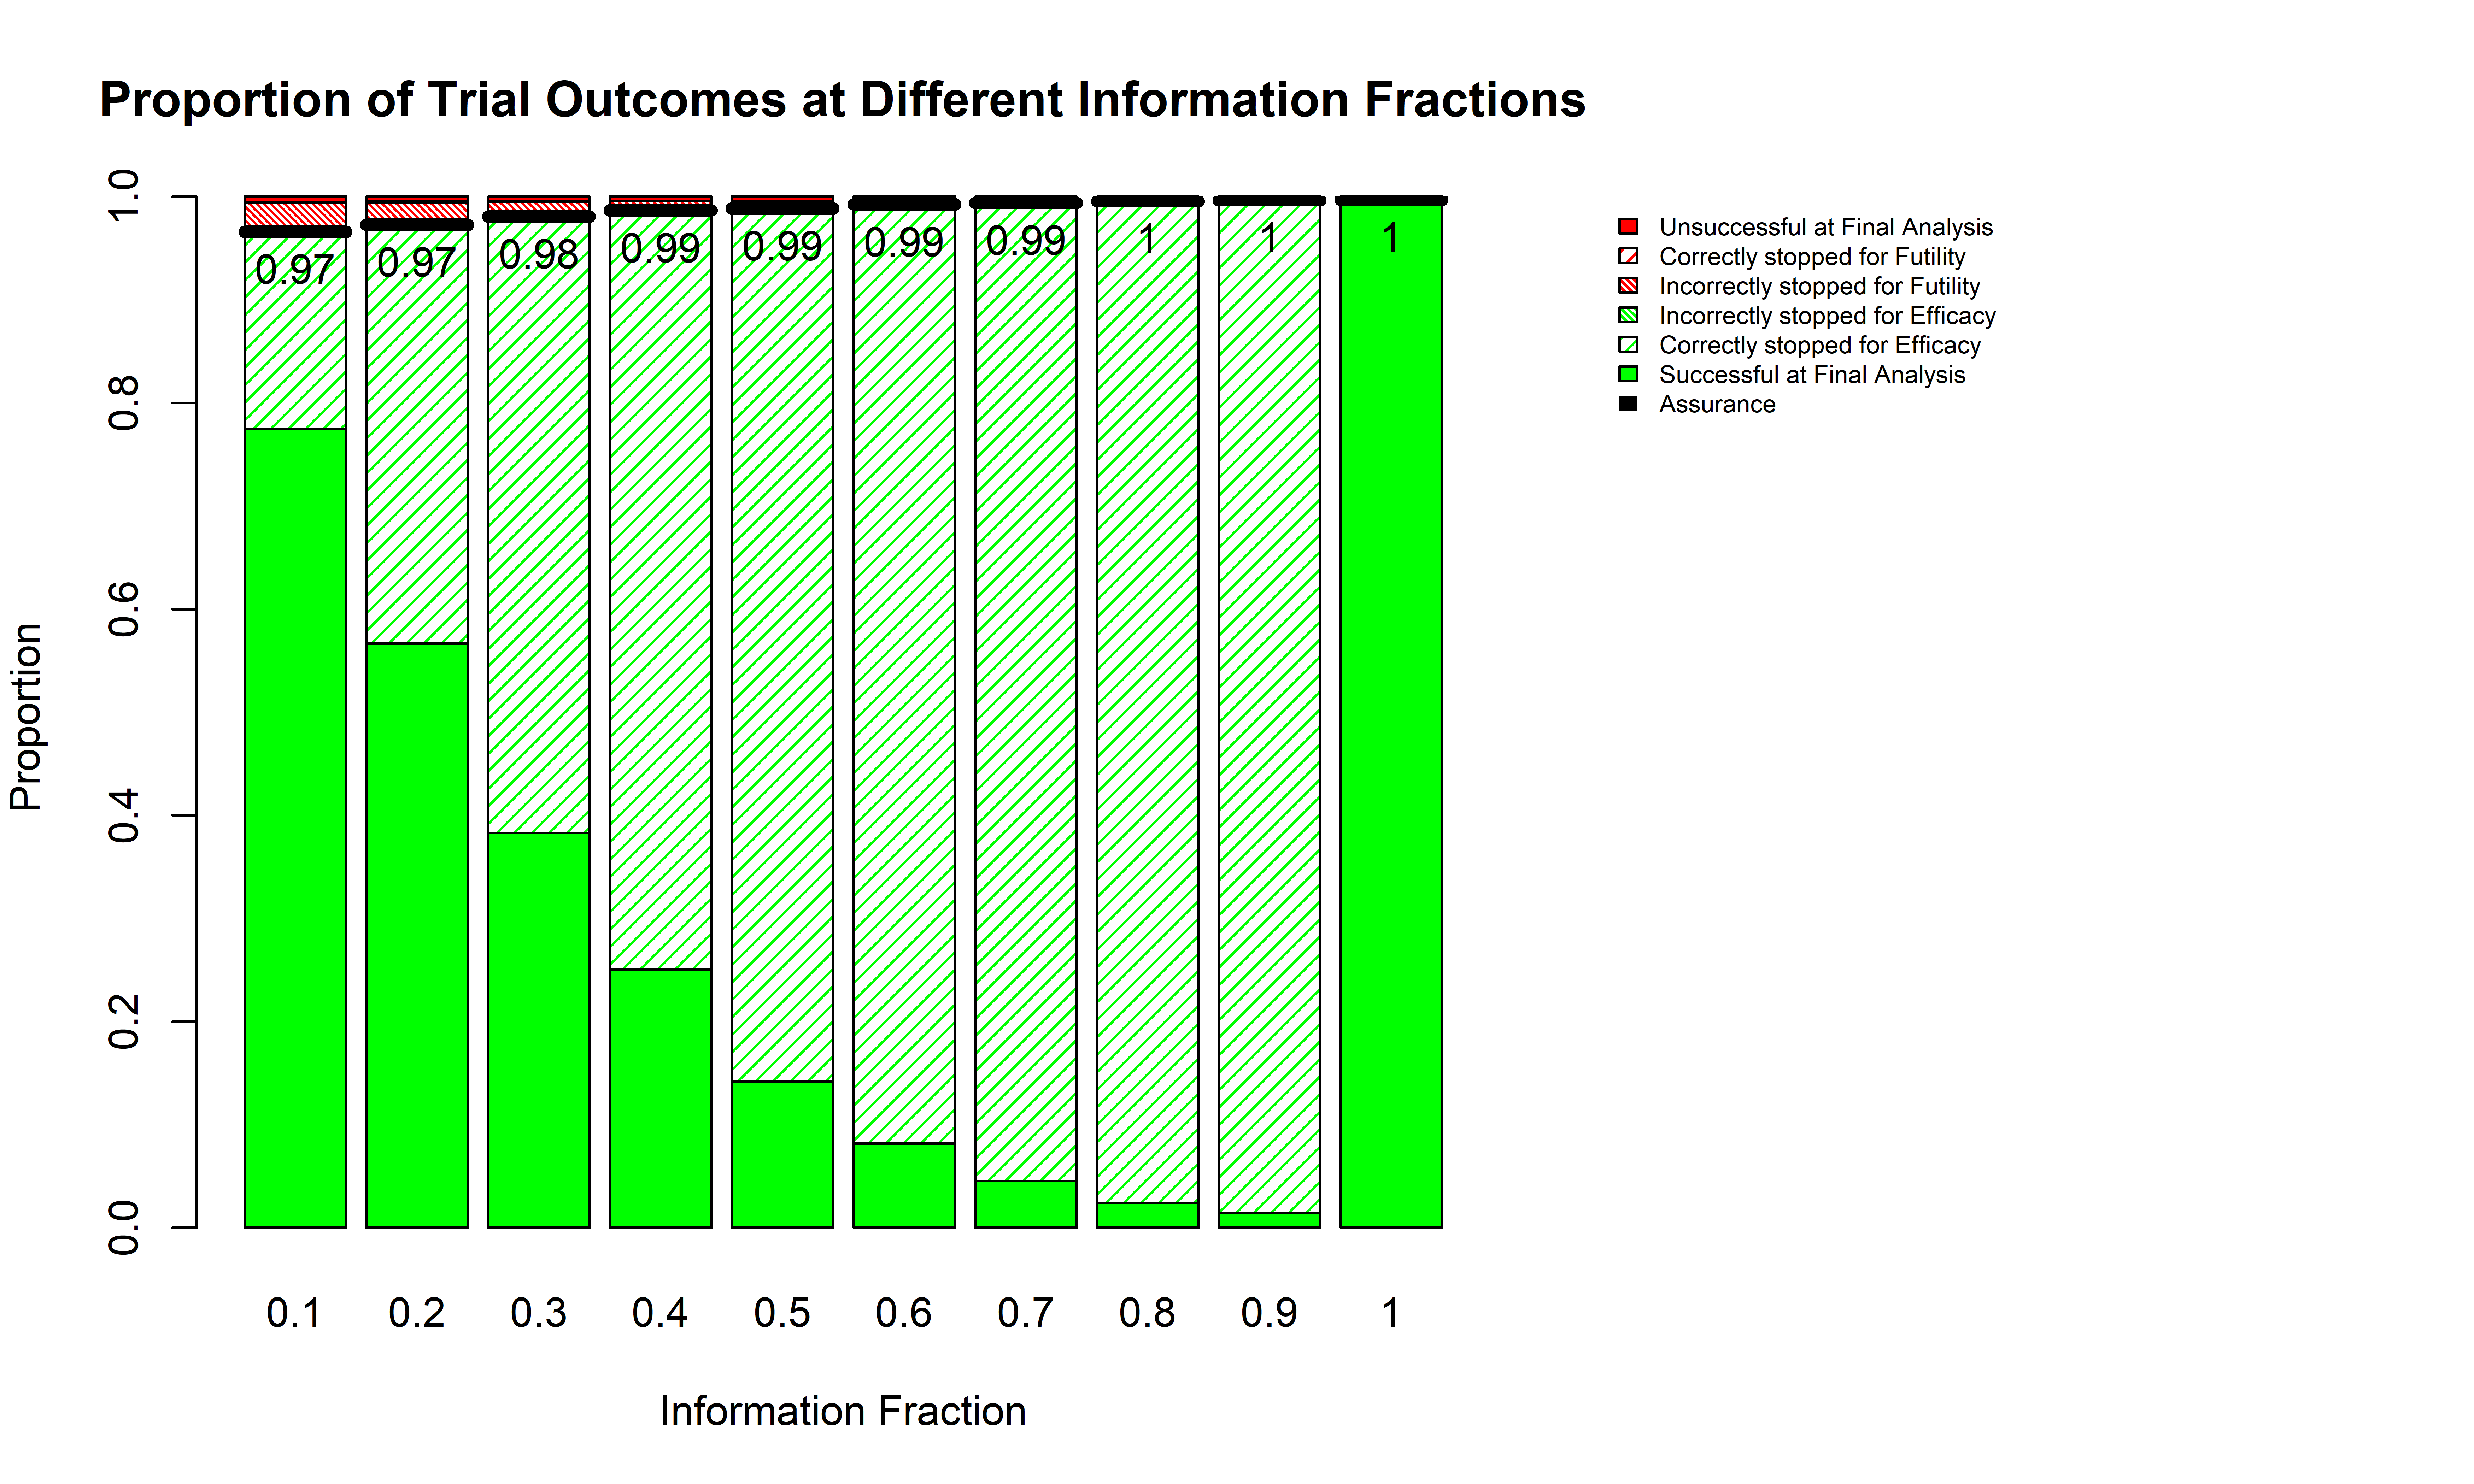 Proportion of Trial Outcomes at Different Information Fractions
Proportion
1.0
0.8
0.6
0.4
0.2
0.0
0.97 0.97 0.98 0.99 0.99 0.99 0.99 1 1 1
0.1 0.2 0.3 0.4 0.5 0.6 0.7 0.8 0.9 1
Information Fraction
Unsuccessful at Final Analysis
Correctly stopped for Futility
Incorrectly stopped for Futility
Incorrectly stopped for Efficacy
Correctly stopped for Efficacy
Successful at Final Analysis
Assurance